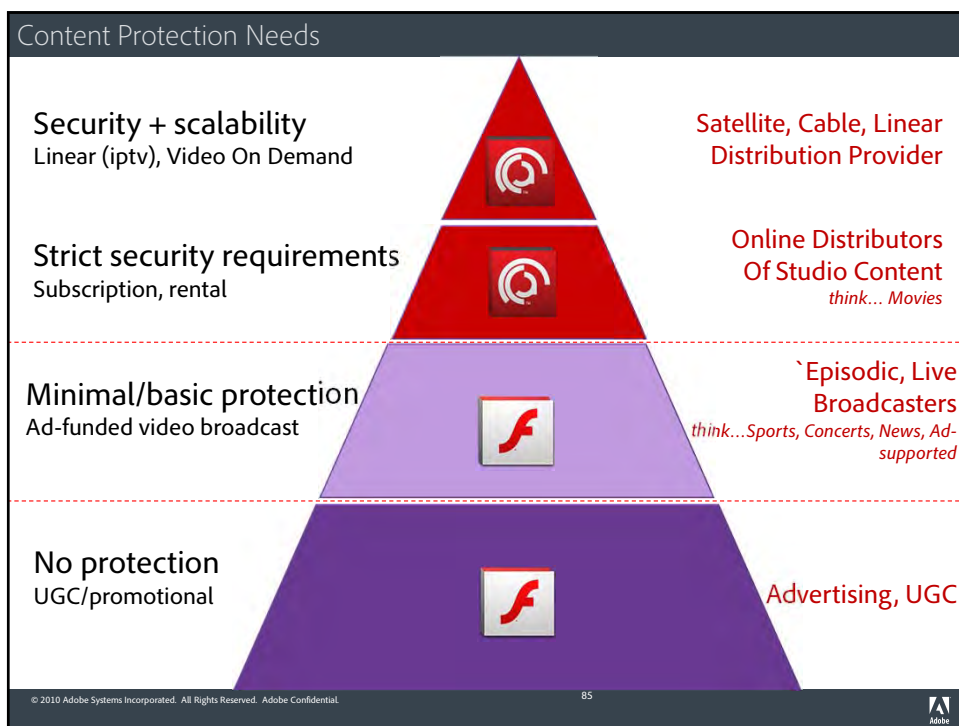 Content Protection Needs
Security + scalability
Linear (iptv), Video On Demand
Satellite, Cable, Linear
Distribution Provider
Strict security requirements
Subscription, rental
Online Distributors
Of Studio Content
think... Movies
Minimal/basic protection
Ad-funded video broadcast
`Episodic, Live
Broadcasters
think...Sports, Concerts, News, Ad-
supported
No protection
UGC/promotional
Advertising, UGC
© 2010 Adobe Systems Incorporated. All Rights Reserved. Adobe Confidential.
85
Adobe